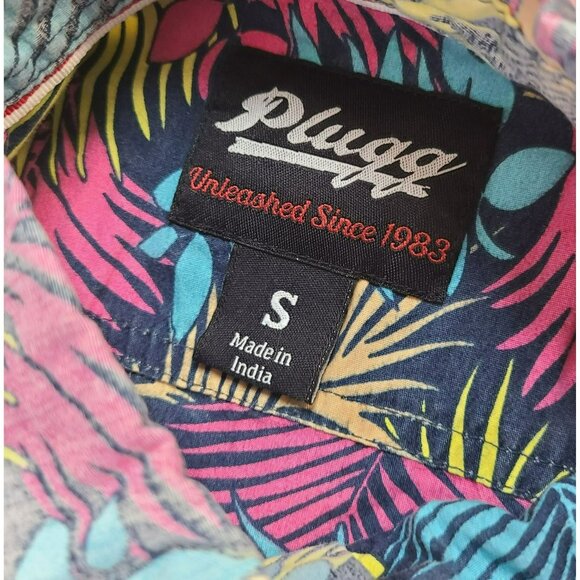 Plugg
Unleashed Since 1983
S
Made in
India